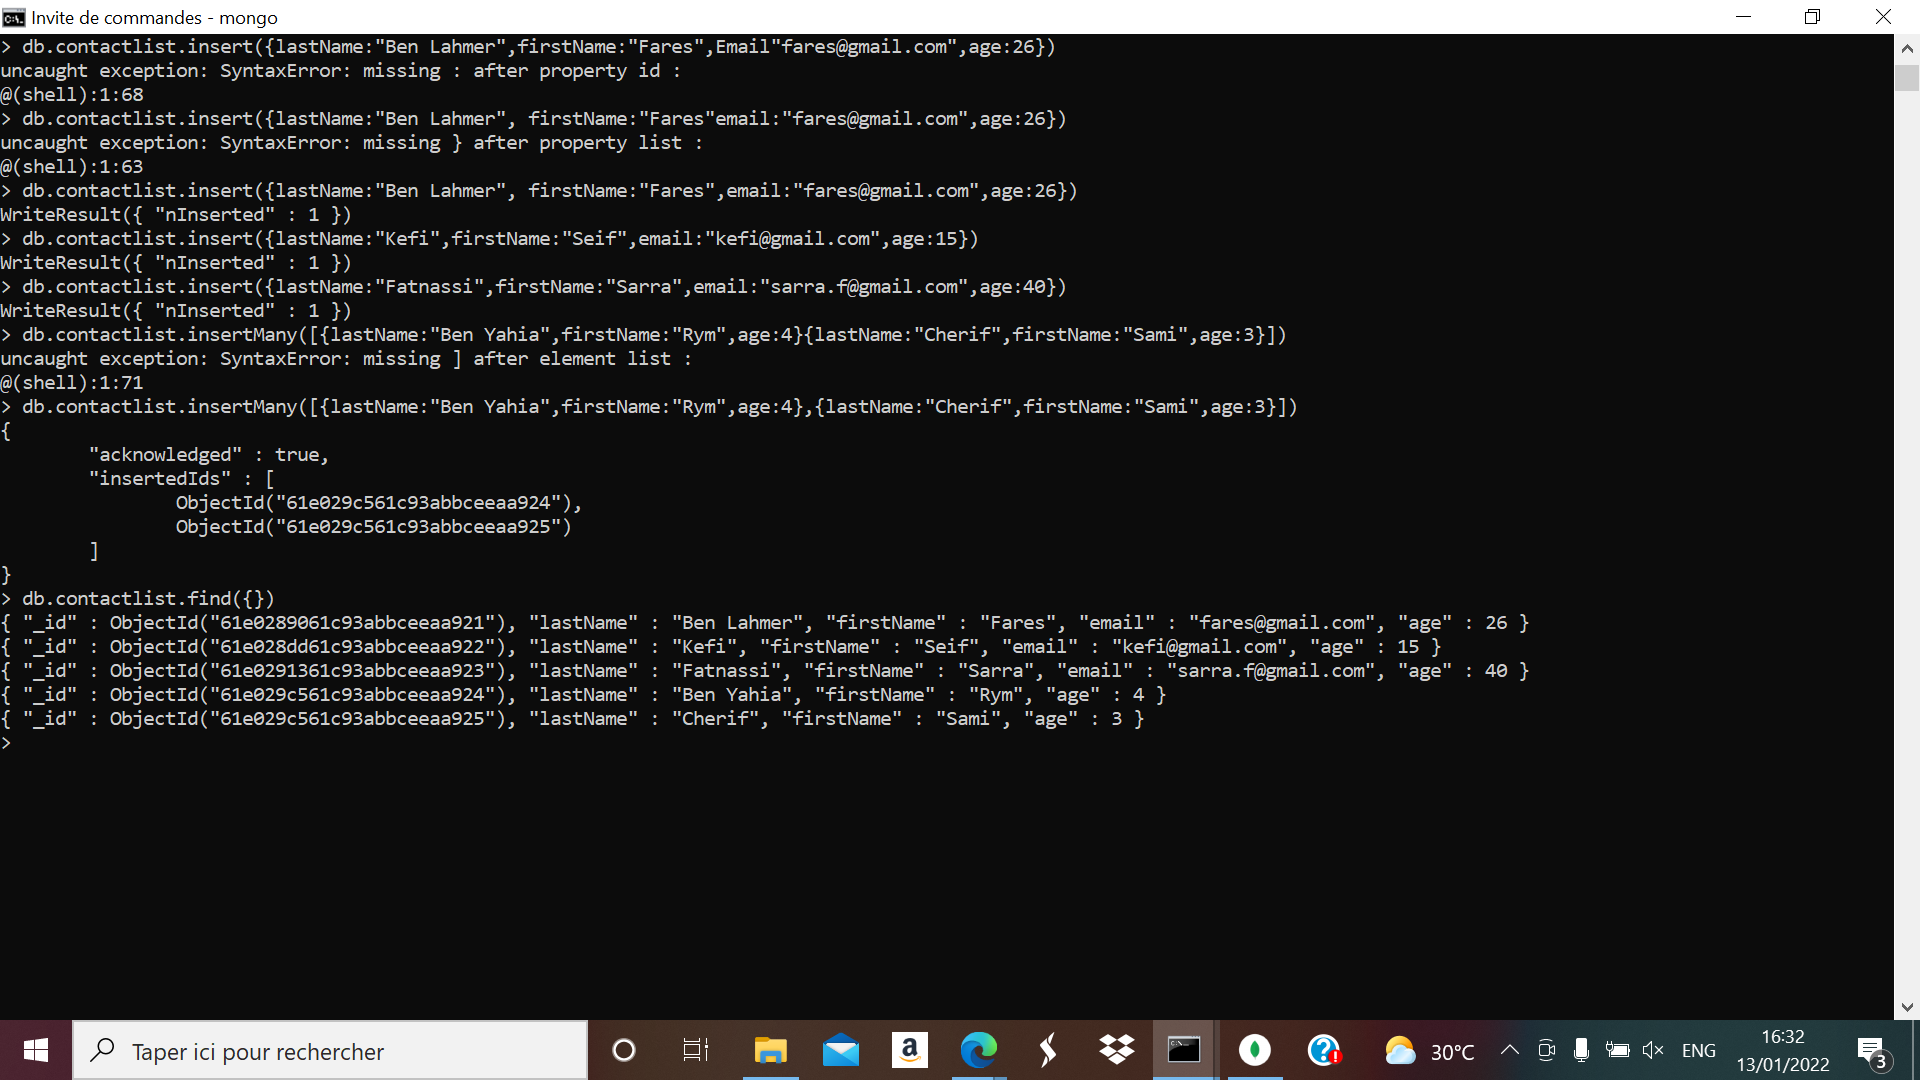 Invite de commandes - mongo
> db.contactlist.insert({lastName:"Ben Lahmer",firstName:"Fares",Email"fares@gmail.com",age:26})
uncaught exception: SyntaxError: missing : after property id :
@(shell):1:68
> db.contactlist.insert({lastName:"Ben Lahmer", firstName:"Fares"email:"fares@gmail.com",age:26})
uncaught exception: SyntaxError: missing } after property list :
@(shell):1:63
> db.contactlist.insert({lastName:"Ben Lahmer", firstName:"Fares",email:"fares@gmail.com",age:26})
WriteResult({ "nInserted" : 1 })
> db.contactlist.insert({lastName:"Kefi",firstName:"Seif",email:"kefi@gmail.com",age:15})
WriteResult({ "nInserted" : 1 })
> db.contactlist.insert({lastName:"Fatnassi",firstName:"Sarra",email:"sarra.f@gmail.com",age:40})
WriteResult({ "nInserted" : 1 })
> db.contactlist.insertMany([{lastName:"Ben Yahia",firstName:"Rym",age:4}{lastName:"Cherif",firstName:"Sami",age:3}])
uncaught exception: SyntaxError: missing ] after element list :
@(shell):1:71
> db.contactlist.insertMany([{lastName:"Ben Yahia",firstName:"Rym",age:4},{lastName:"Cherif",firstName:"Sami",age:3}])
{
"acknowledged" : true,
"insertedIds" : [
ObjectId("61e029c561c93abbceeaa924"),
ObjectId("61e029c561c93abbceeaa925")
]
}
> db.contactlist.find({})
{ "_id" : ObjectId("61e0289061c93abbceeaa921"), "lastName" : "Ben Lahmer", "firstName" : "Fares", "email" : "fares@gmail.com", "age" : 26 }
{ "_id" : ObjectId("61e028dd61c93abbceeaa922"), "lastName" : "Kefi", "firstName" : "Seif", "email" : "kefi@gmail.com", "age" : 15 }
{ "_id" : ObjectId("61e0291361c93abbceeaa923"), "lastName" : "Fatnassi", "firstName" : "Sarra", "email" : "sarra.f@gmail.com", "age" : 40 }
{ "_id" : ObjectId("61e029c561c93abbceeaa924"), "lastName" : "Ben Yahia", "firstName" : "Rym", "age" : 4 }
{ "_id" : ObjectId("61e029c561c93abbceeaa925"), "lastName" : "Cherif", "firstName" : "Sami", "age" : 3 }
>
Taper ici pour rechercher
30°C
ENG
16:32
13/01/2022
3